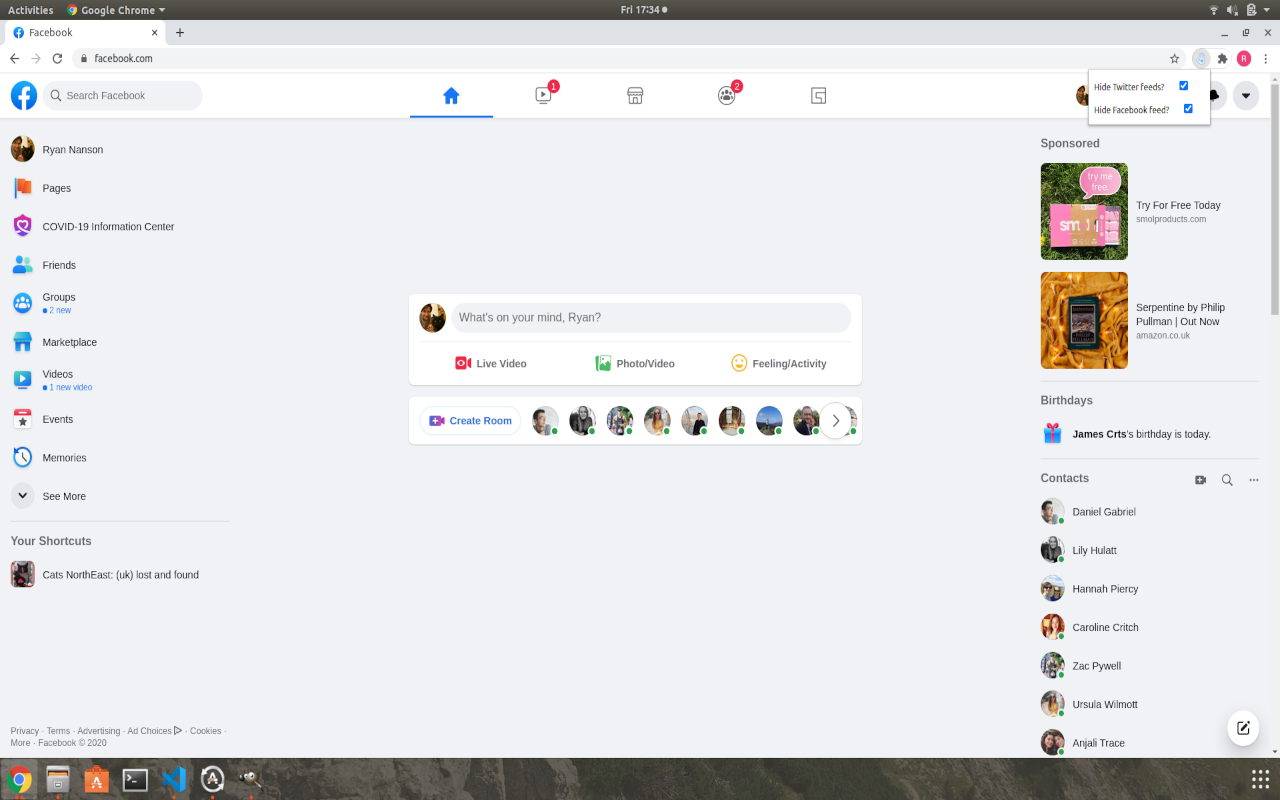 Activities
Google Chrome
Fri 17:34
Facebook
facebook.com
R
Hide Twitter feeds?
Hide Facebook feed?
Search Facebook
1
2
Ryan Nanson
Pages
COVID-19 Information Center
Friends
Groups
2 new
Marketplace
Videos
1 new video
Events
Memories
See More
Your Shortcuts
Cats NorthEast: (uk) lost and found
Privacy · Terms · Advertising · Ad Choices · Cookies ·
More · Facebook © 2020
What's on your mind, Ryan?
Live Video
Photo/Video
Feeling/Activity
Create Room
Sponsored
try me
free.
Try For Free Today
smolproducts.com
Serpentine by Philip
Pullman | Out Now
amazon.co.uk
Birthdays
James Crts's birthday is today.
Contacts
Daniel Gabriel
Lily Hulatt
Hannah Piercy
Caroline Critch
Zac Pywell
Ursula Wilmott
Anjali Trace